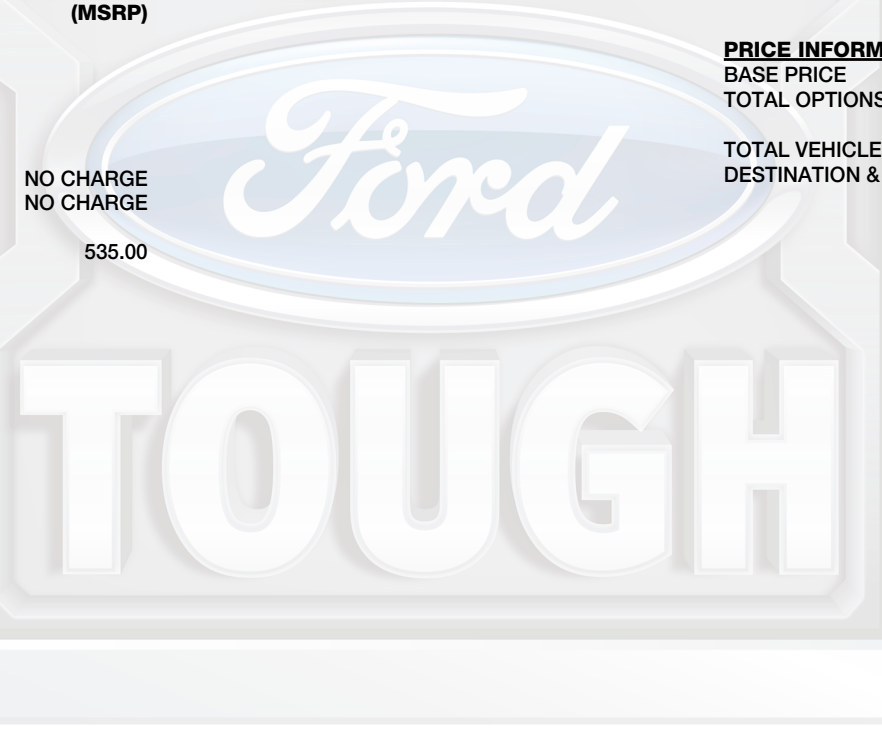 (MSRP)
NO CHARGE
NO CHARGE
535.00
PRICE INFORM
BASE PRICE
TOTAL OPTIONS
TOTAL VEHICLE
DESTINATION &
Ford
TOUGH